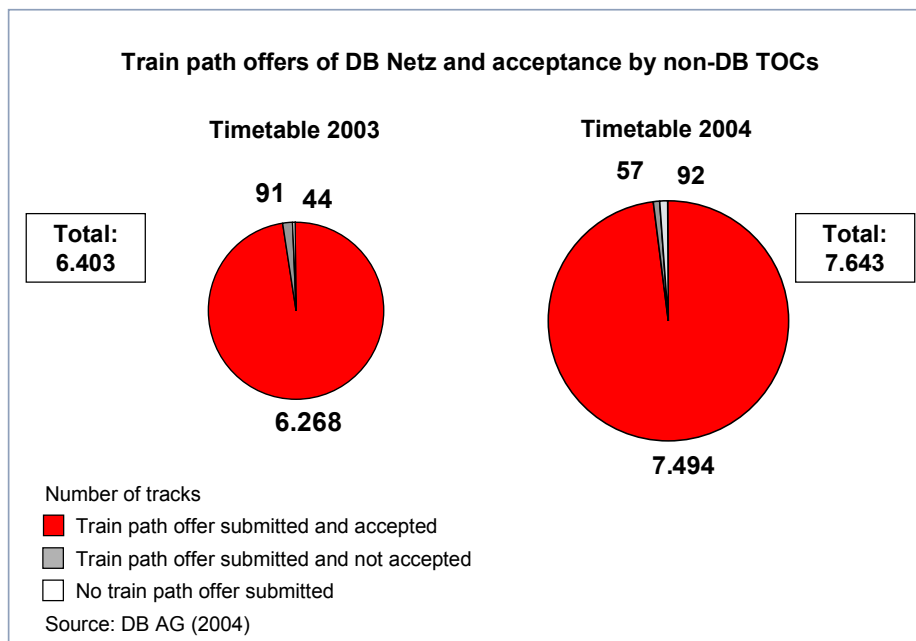 Train path offers of DB Netz and acceptance by non-DB TOCs
Timetable 2003
91
44
Total:
6.403
6.268
Timetable 2004
57
92
Total:
7.643
7.494
Number of tracks
Train path offer submitted and accepted
Train path offer submitted and not accepted
No train path offer submitted
Source: DB AG (2004)